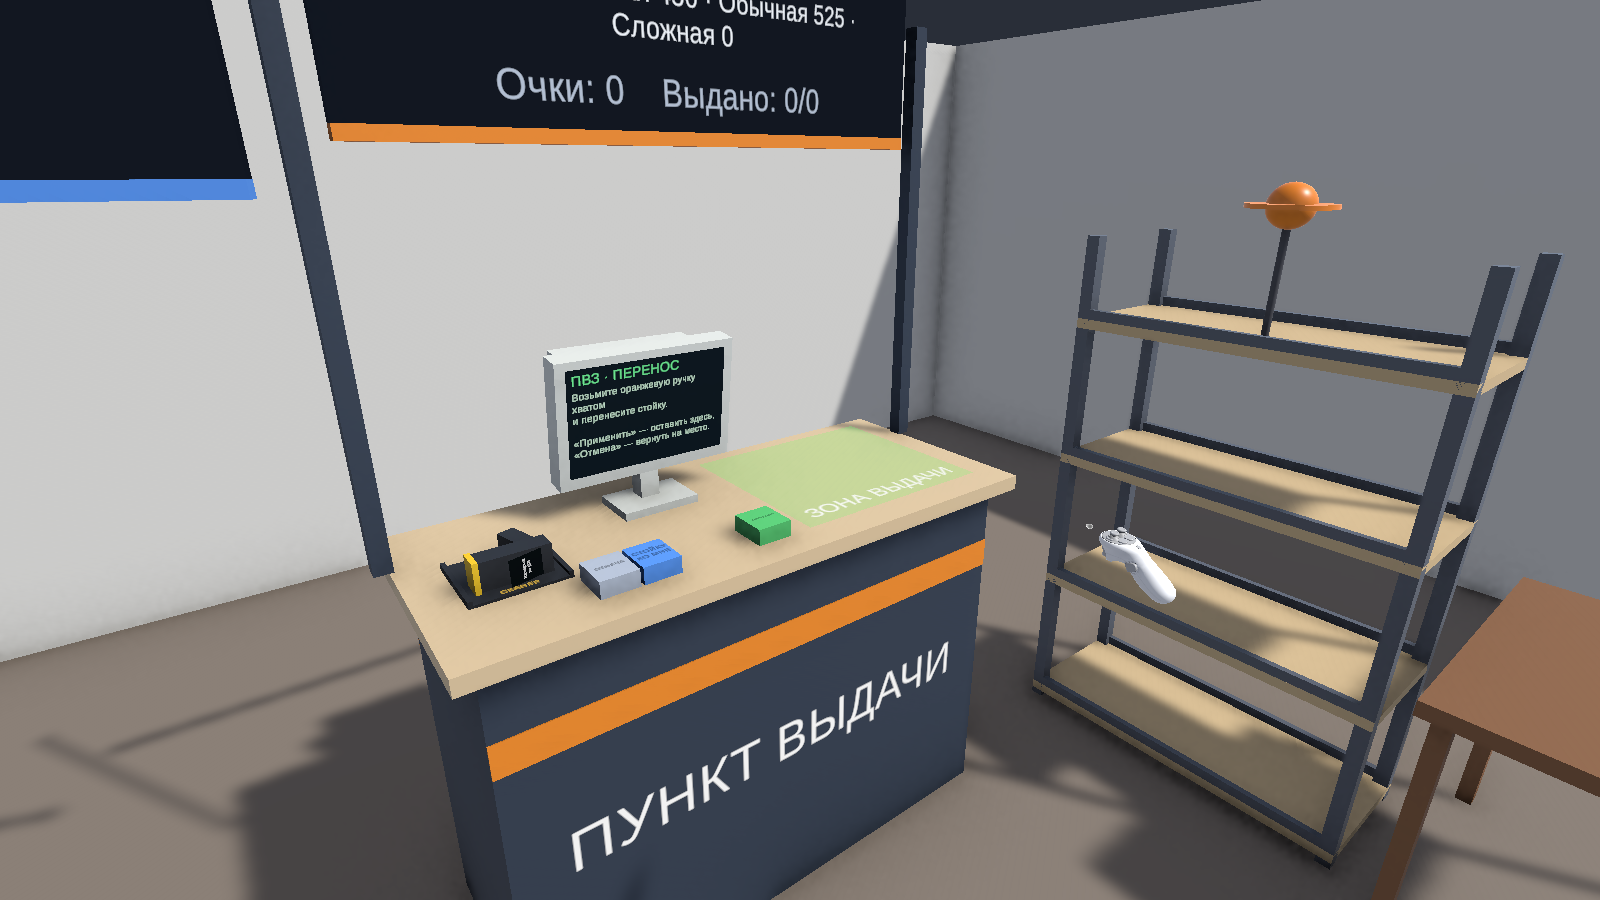 Обычная 525 ·
Сложная 0
Очки: 0 Выдано: 0/0
ПВЗ · ПЕРЕНОС
Возьмите оранжевую ручку
хватом
и перенесите стойку.
«Применить» — оставить здесь,
«Отмена» — вернуть на место.
ЗОНА ВЫДАЧИ
СКАНЕР
ПУНКТ ВЫДАЧИ